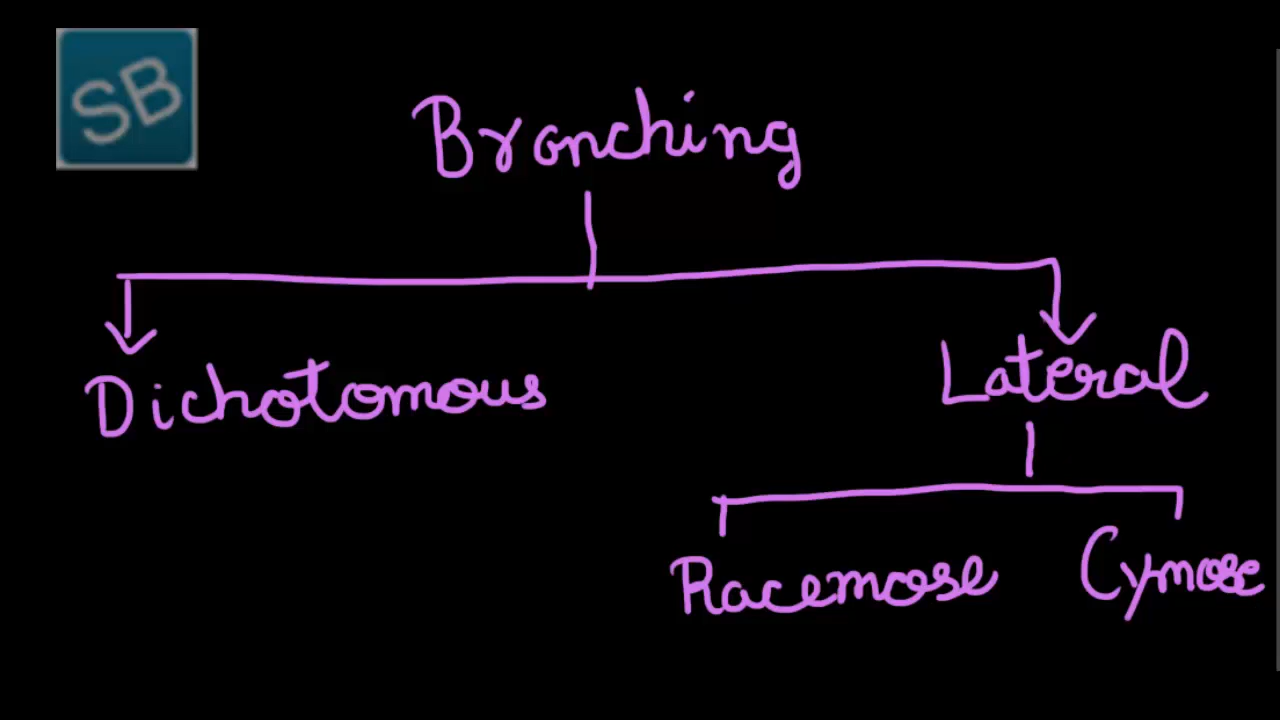 SB
Branching
Dichotomous
Lateral
Racemose
Cymose